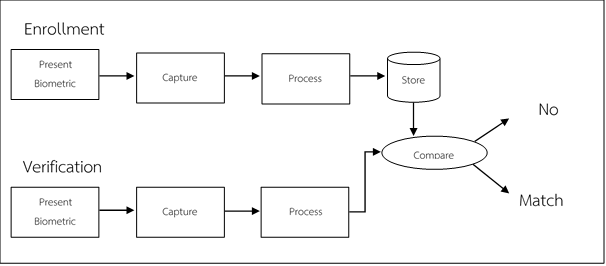 Enrollment
Present
Biometric
Capture
Process
Store
Compare
No
Match
Verification
Present
Biometric
Capture
Process